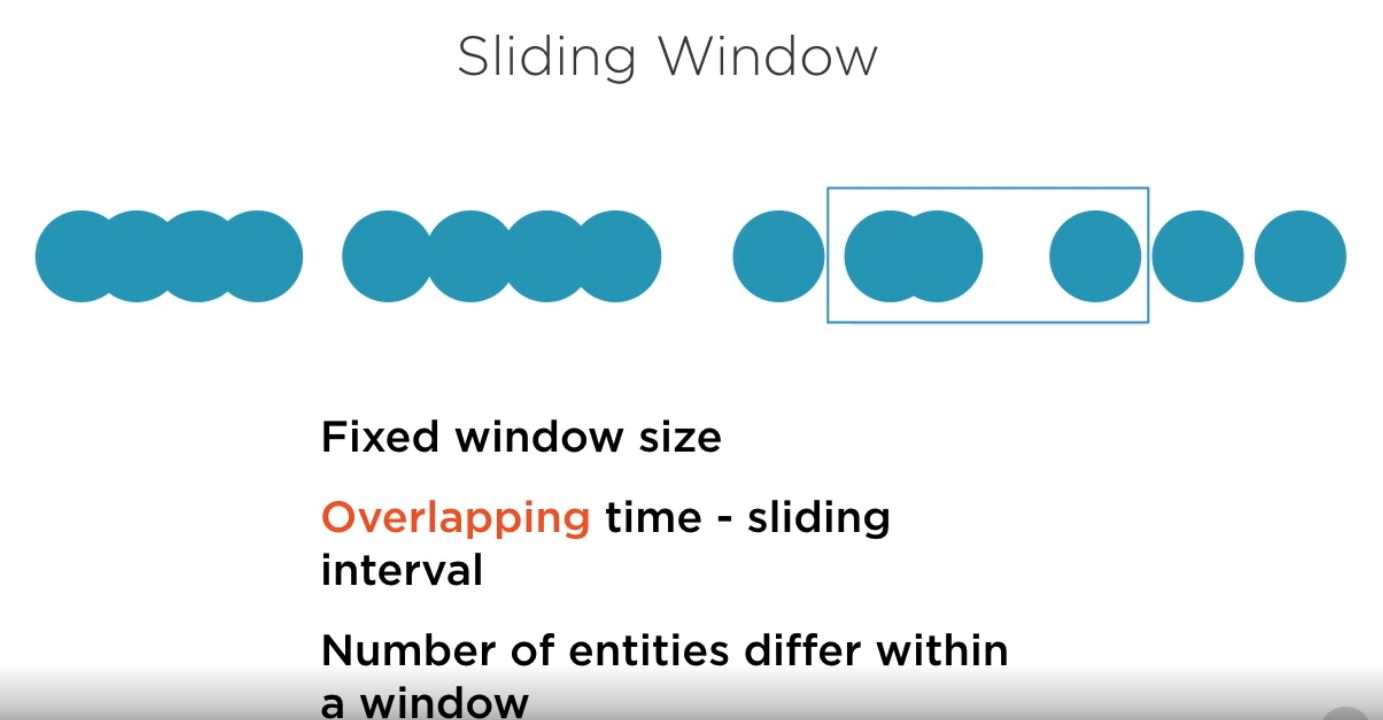 Sliding Window
Fixed window size
Overlapping time - sliding
interval
Number of entities differ within
a window